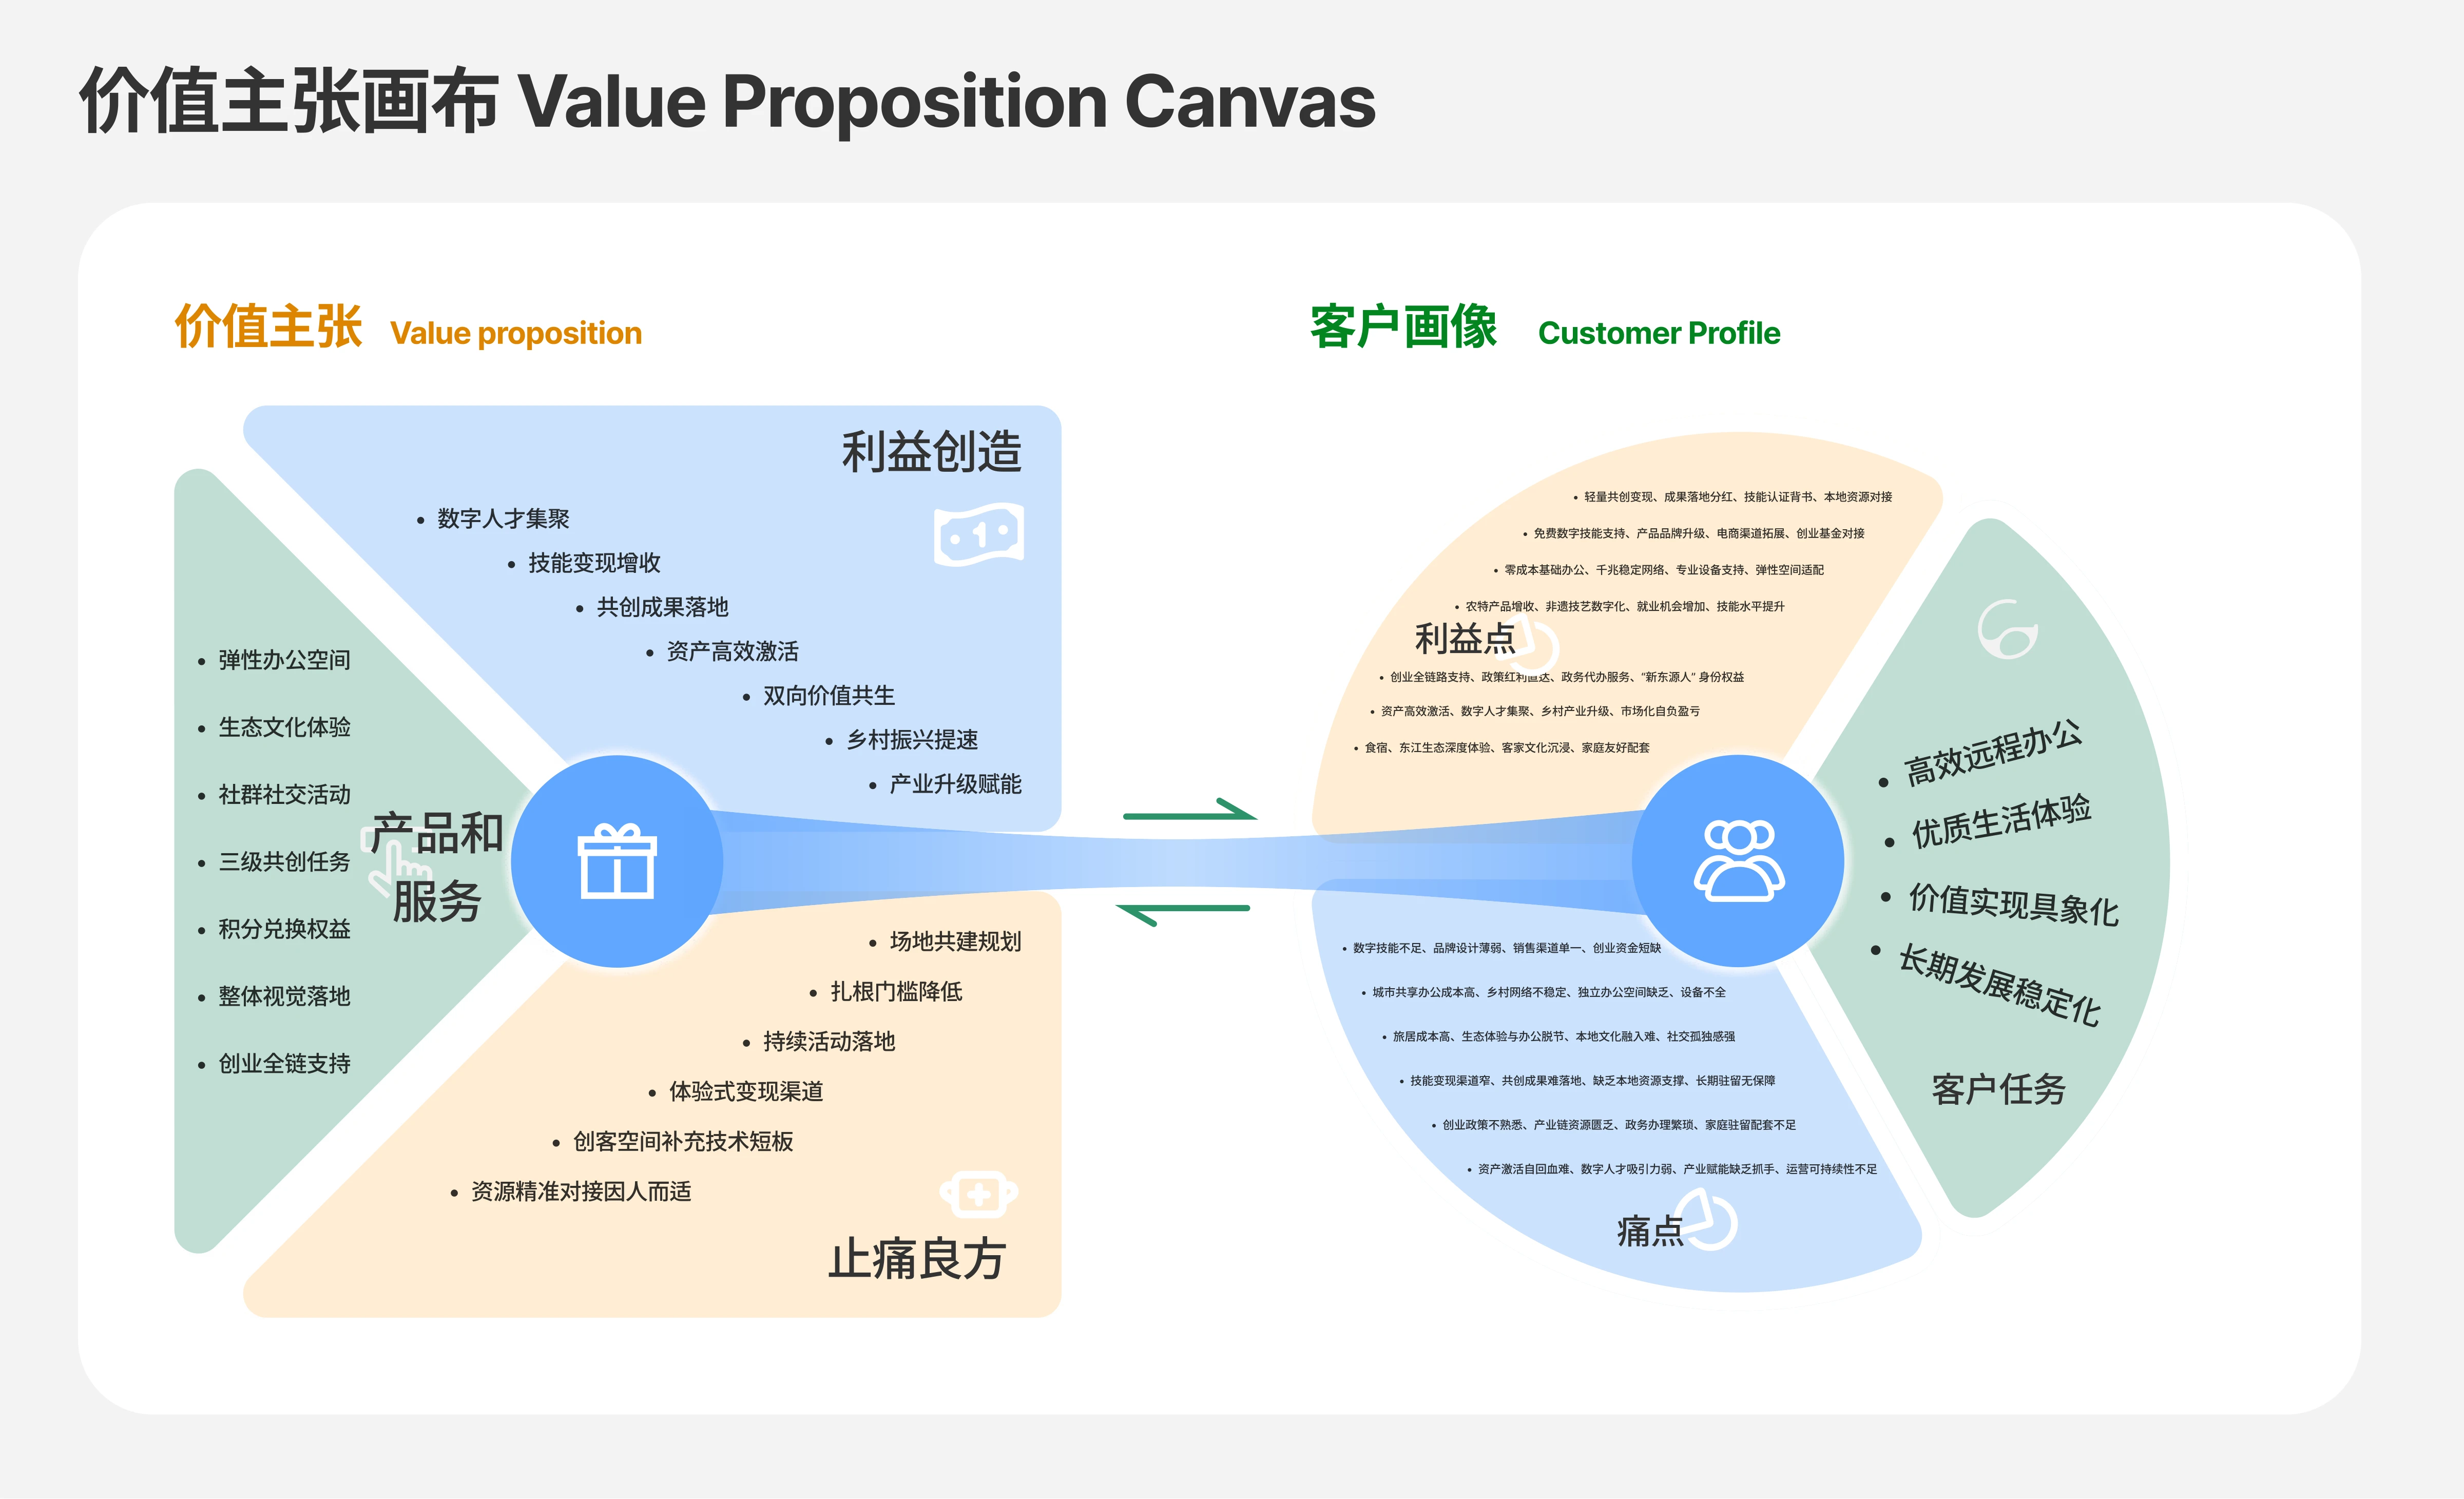 价值主张画布 Value Proposition Canvas
价值主张 Value proposition
利益创造
• 数字人才集聚
• 技能变现增收
• 共创成果落地
• 资产高效激活
• 双向价值共生
• 乡村振兴提速
• 产业升级赋能
• 弹性办公空间
• 生态文化体验
• 社群社交活动
• 三级共创任务
• 积分兑换权益
• 整体视觉落地
• 创业全链支持
产品和
服务
• 场地共建规划
• 扎根门槛降低
• 持续活动落地
• 体验式变现渠道
• 创客空间补充技术短板
• 资源精准对接因人而适
止痛良方
客户画像 Customer Profile
• 轻量共创变现、成果落地分红、技能认证背书、本地资源对接
• 免费数字技能支持、产品品牌升级、电商渠道拓展、创业基金对接
• 零成本基础办公、千兆稳定网络、专业设备支持、弹性空间适配
• 农特产品增收、非遗技艺数字化、就业机会增加、技能水平提升
利益点
• 创业全链路支持、政策红利直达、政务代办服务、“新东源人” 身份权益
• 资产高效激活、数字人才集聚、乡村产业升级、市场化自负盈亏
• 食宿、东江生态深度体验、客家文化沉浸、家庭友好配套
• 高效远程办公
• 优质生活体验
• 价值实现具象化
• 长期发展稳定化
客户任务
• 数字技能不足、品牌设计薄弱、销售渠道单一、创业资金短缺
• 城市共享办公成本高、乡村网络不稳定、独立办公空间缺乏、设备不全
• 旅居成本高、生态体验与办公脱节、本地文化融入难、社交孤独感强
• 技能变现渠道窄、共创成果难落地、缺乏本地资源支撑、长期驻留无保障
• 创业政策不熟悉、产业链资源匮乏、政务办理繁琐、家庭驻留配套不足
• 资产激活自回血难、数字人才吸引力弱、产业赋能缺乏抓手、运营可持续性不足
痛点